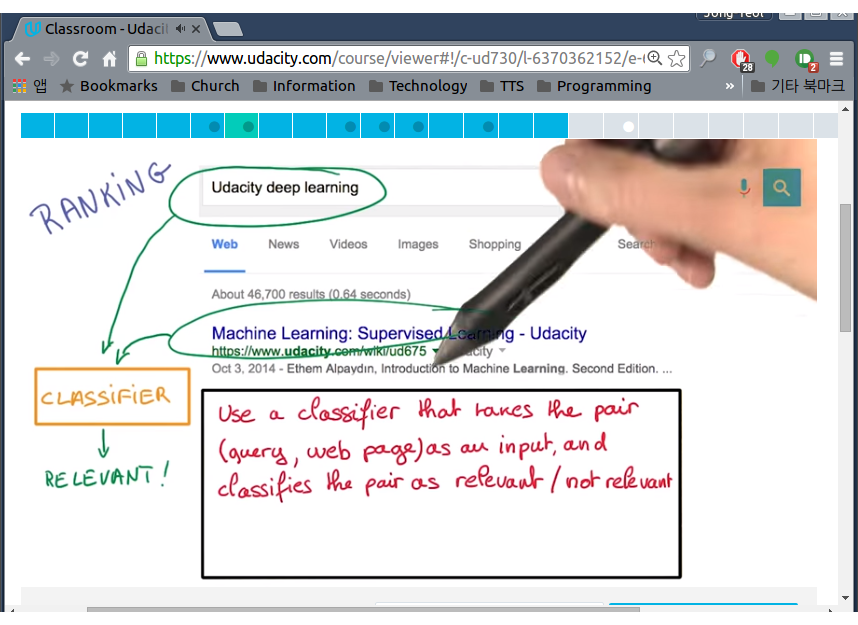 Jong Yeol
Classroom - Udacit
https://www.udacity.com/course/viewer#!/c-ud730/l-6370362152/e-
28
2
앱
Bookmarks
Church
Information
Technology
TTS
Programming
»
기타 북마크
RANKING
Udacity deep learning
Web
News
Videos
Images
Shopping
Search
About 46,700 results (0.64 seconds)
Machine Learning: Supervised Learning - Udacity
https://www.udacity.com/wiki/ud675
Oct 3, 2014 - Ethem Alpaydın, Introduction to Machine Learning. Second Edition. ...
CLASSIFIER
RELEVANT!
Use a classifier that takes the pair
(query, web page) as an input, and
classifies the pair as relevant / not relevant